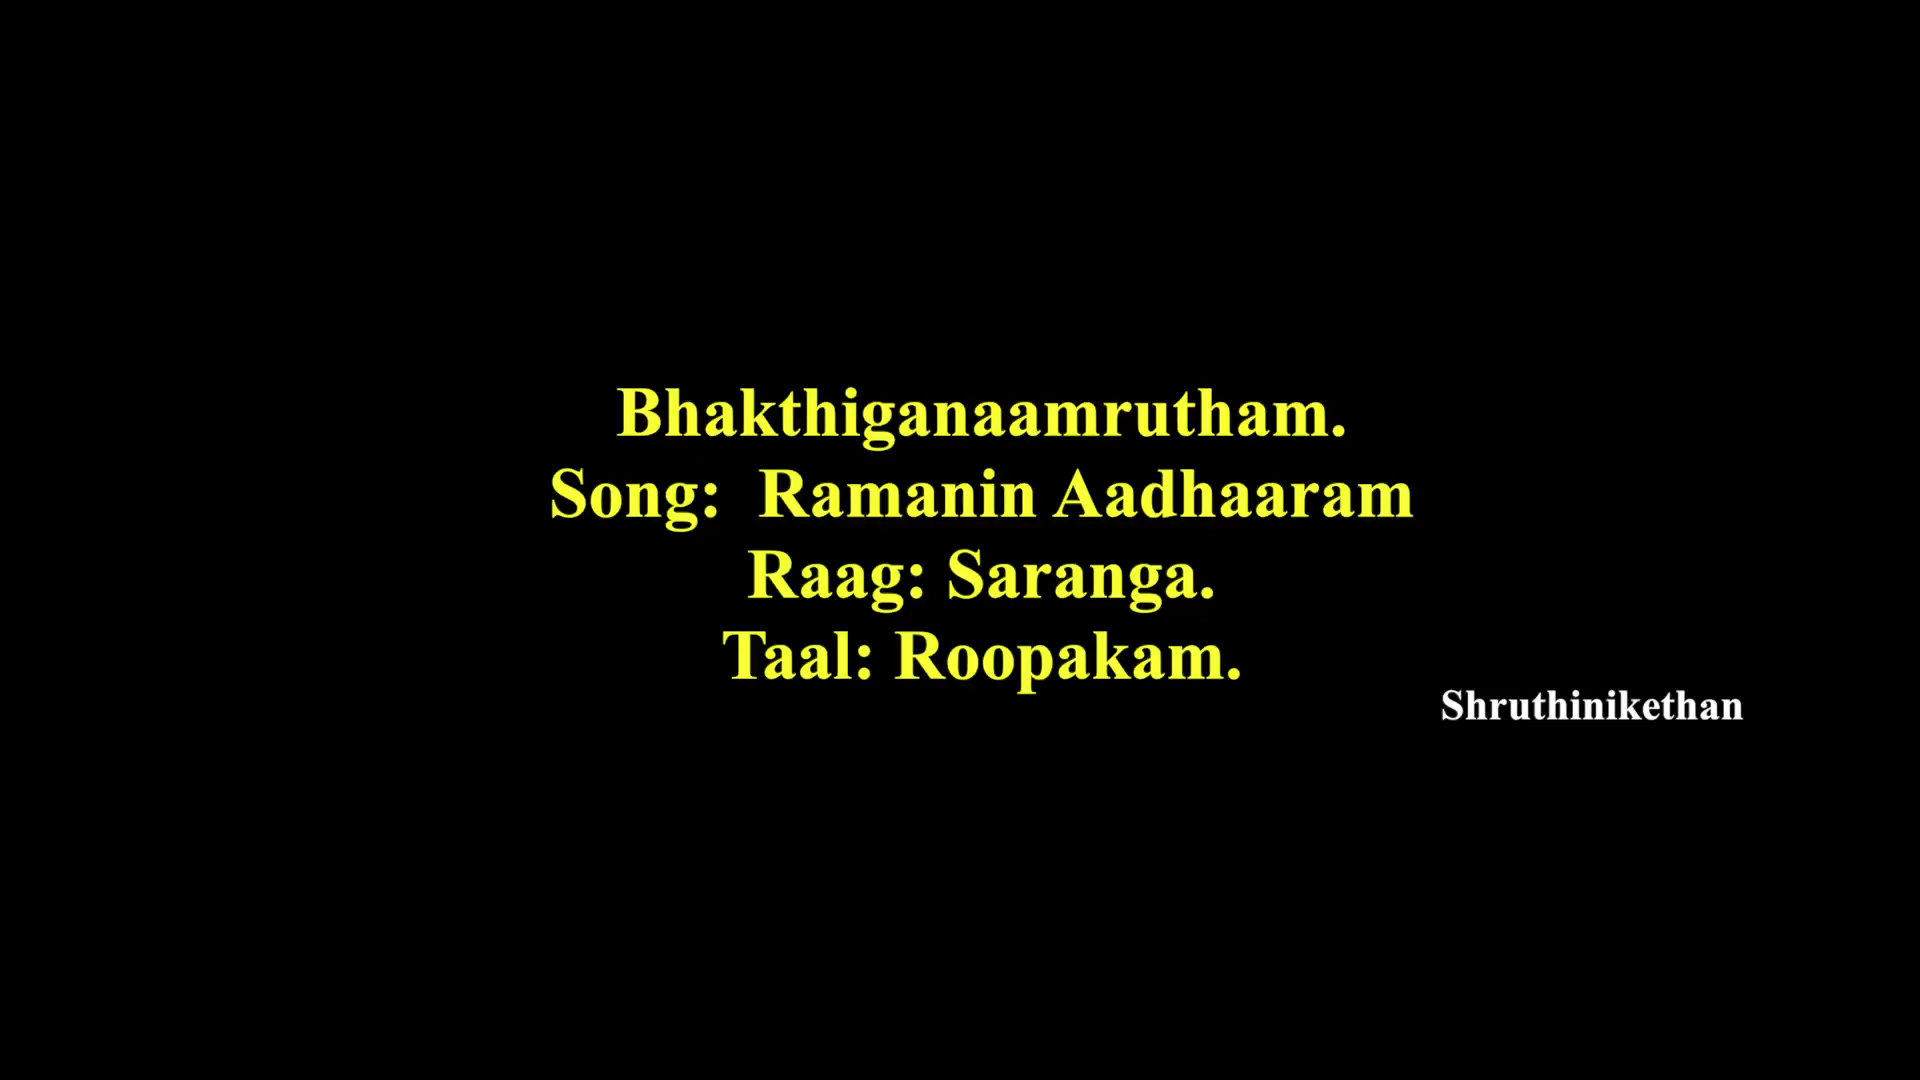 Bhakthiganaamrutham.
Song:  Ramanin Aadhaaram
Raag: Saranga.
Taal: Roopakam.
Shruthinikethan